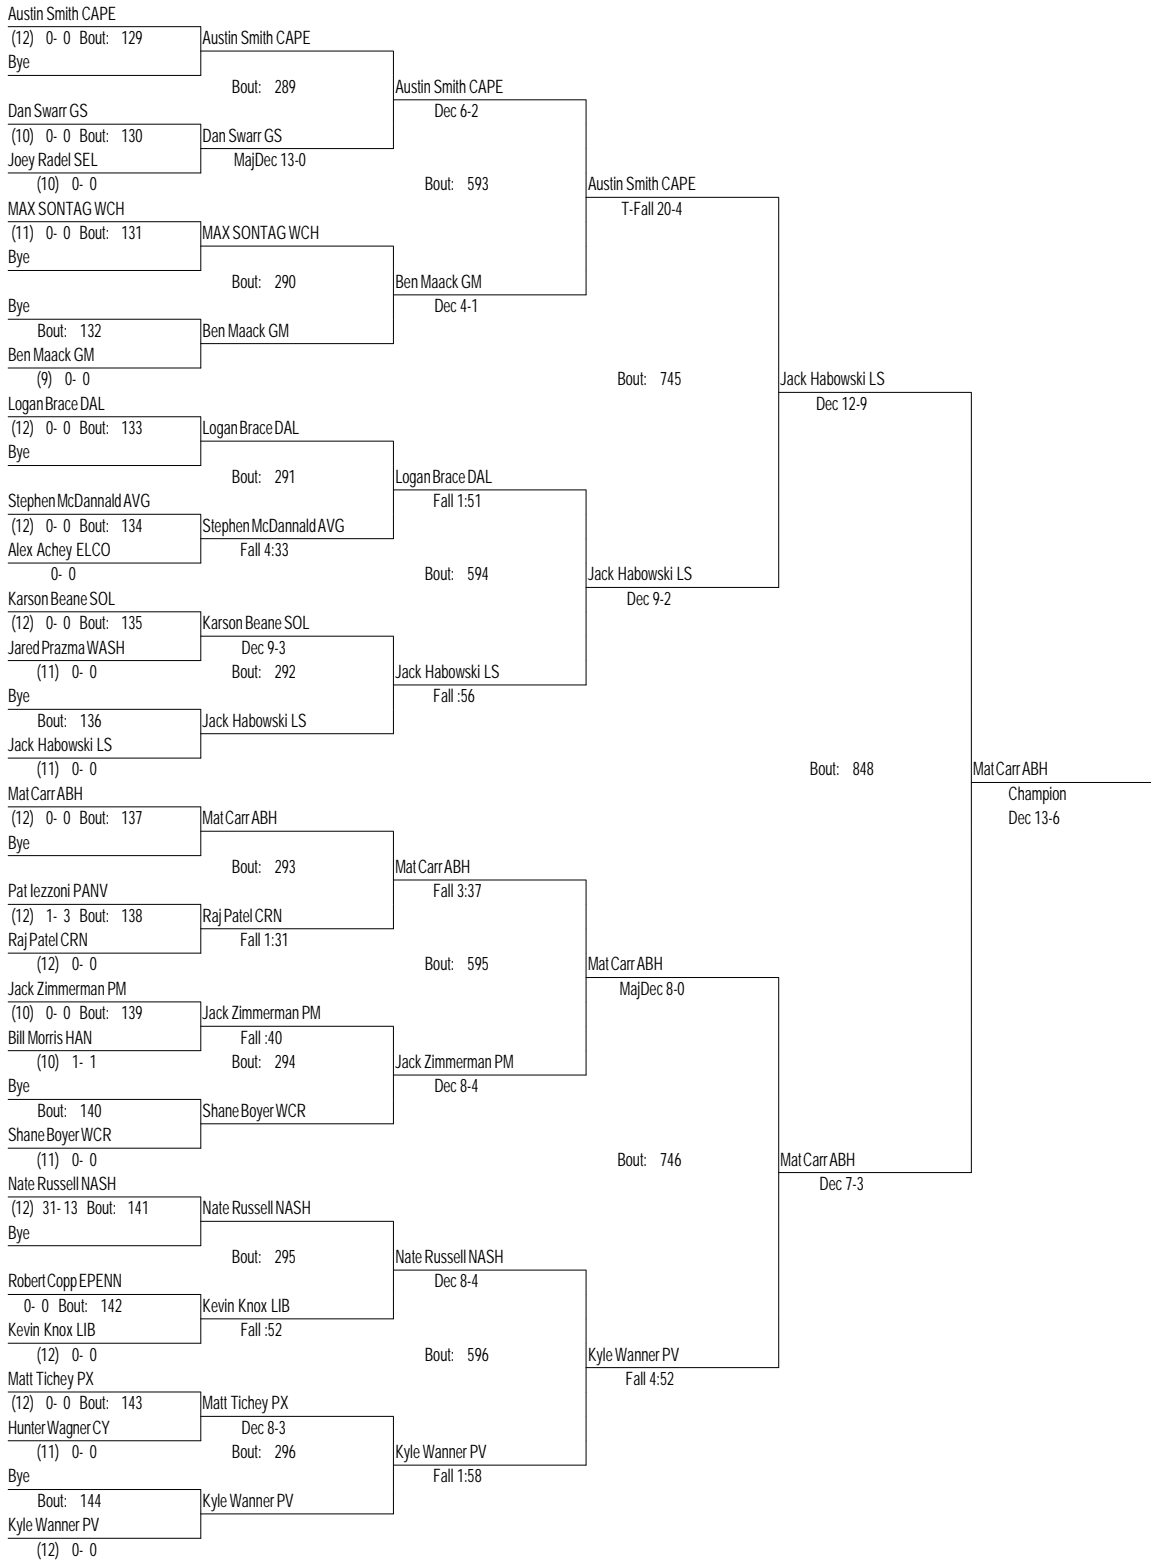 Austin Smith CAPE
(12) 0- 0 Bout: 129
Austin Smith CAPE
Bye
Bout: 289
Austin Smith CAPE
Dan Swarr GS
Dec 6-2
(10) 0- 0 Bout: 130
Dan Swarr GS
Joey Radel SEL
MajDec 13-0
(10) 0- 0
Bout: 593
Austin Smith CAPE
MAX SONTAG WCH
T-Fall 20-4
(11) 0- 0 Bout: 131
MAX SONTAG WCH
Bye
Bout: 290
Ben Maack GM
Bye
Dec 4-1
Bout: 132
Ben Maack GM
Ben Maack GM
(9) 0- 0
Bout: 745
Jack Habowski LS
Logan Brace DAL
Dec 12-9
(12) 0- 0 Bout: 133
Logan Brace DAL
Bye
Bout: 291
Logan Brace DAL
Stephen McDannald AVG
Fall 1:51
(12) 0- 0 Bout: 134
Stephen McDannald AVG
Alex Achey ELCO
Fall 4:33
0- 0
Bout: 594
Jack Habowski LS
Karson Beane SOL
Dec 9-2
(12) 0- 0 Bout: 135
Karson Beane SOL
Jared Prazma WASH
Dec 9-3
(11) 0- 0
Bout: 292
Jack Habowski LS
Bye
Fall :56
Bout: 136
Jack Habowski LS
Jack Habowski LS
(11) 0- 0
Bout: 848
Mat Carr ABH
Mat Carr ABH
Champion
(12) 0- 0 Bout: 137
Mat Carr ABH
Dec 13-6
Bye
Bout: 293
Mat Carr ABH
Pat Iezzoni PANV
Fall 3:37
(12) 1- 3 Bout: 138
Raj Patel CRN
Raj Patel CRN
Fall 1:31
(12) 0- 0
Bout: 595
Mat Carr ABH
Jack Zimmerman PM
MajDec 8-0
(10) 0- 0 Bout: 139
Jack Zimmerman PM
Bill Morris HAN
Fall :40
(10) 1- 1
Bout: 294
Jack Zimmerman PM
Bye
Dec 8-4
Bout: 140
Shane Boyer WCR
Shane Boyer WCR
(11) 0- 0
Bout: 746
Mat Carr ABH
Nate Russell NASH
Dec 7-3
(12) 31- 13 Bout: 141
Nate Russell NASH
Bye
Bout: 295
Nate Russell NASH
Robert Copp EPENN
Dec 8-4
0- 0 Bout: 142
Kevin Knox LIB
Kevin Knox LIB
Fall :52
(12) 0- 0
Bout: 596
Kyle Wanner PV
Matt Tichey PX
Fall 4:52
(12) 0- 0 Bout: 143
Matt Tichey PX
Hunter Wagner CY
Dec 8-3
(11) 0- 0
Bout: 296
Kyle Wanner PV
Bye
Fall 1:58
Bout: 144
Kyle Wanner PV
Kyle Wanner PV
(12) 0- 0